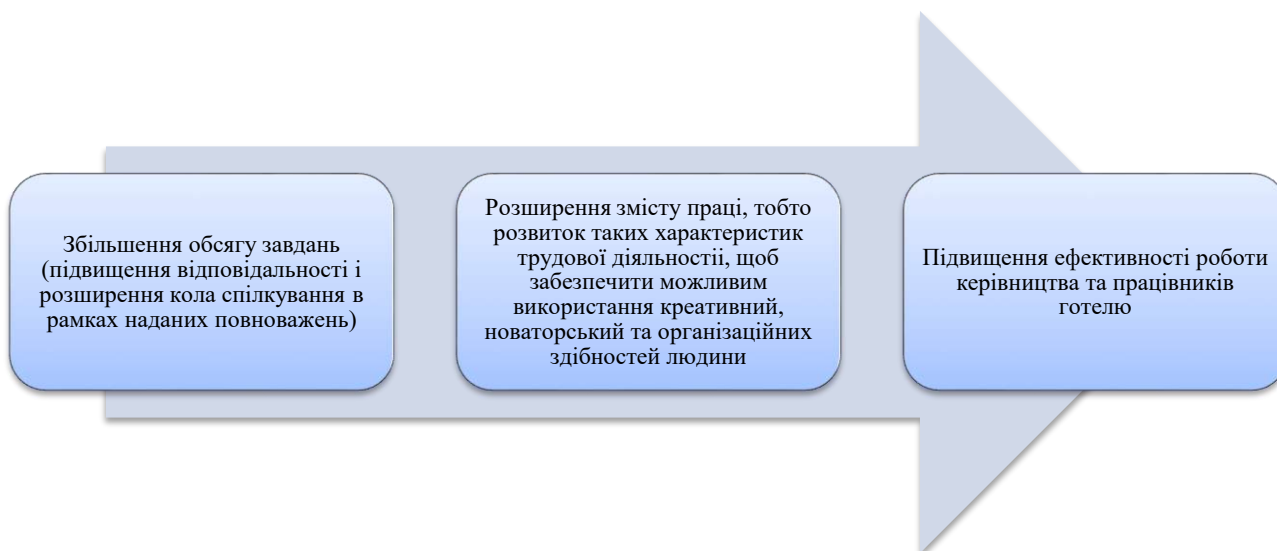 Збільшення обсягу завдань
(підвищення відповідальності і
розширення кола спілкування в
рамках наданих повноважень)
Розширення змісту праці, тобто
розвиток таких характеристик
трудової діяльностіі, щоб
забезпечити можливим
використання креативний,
новаторський та організаційних
здібностей людини
Підвищення ефективності роботи
керівництва та працівників
готелю